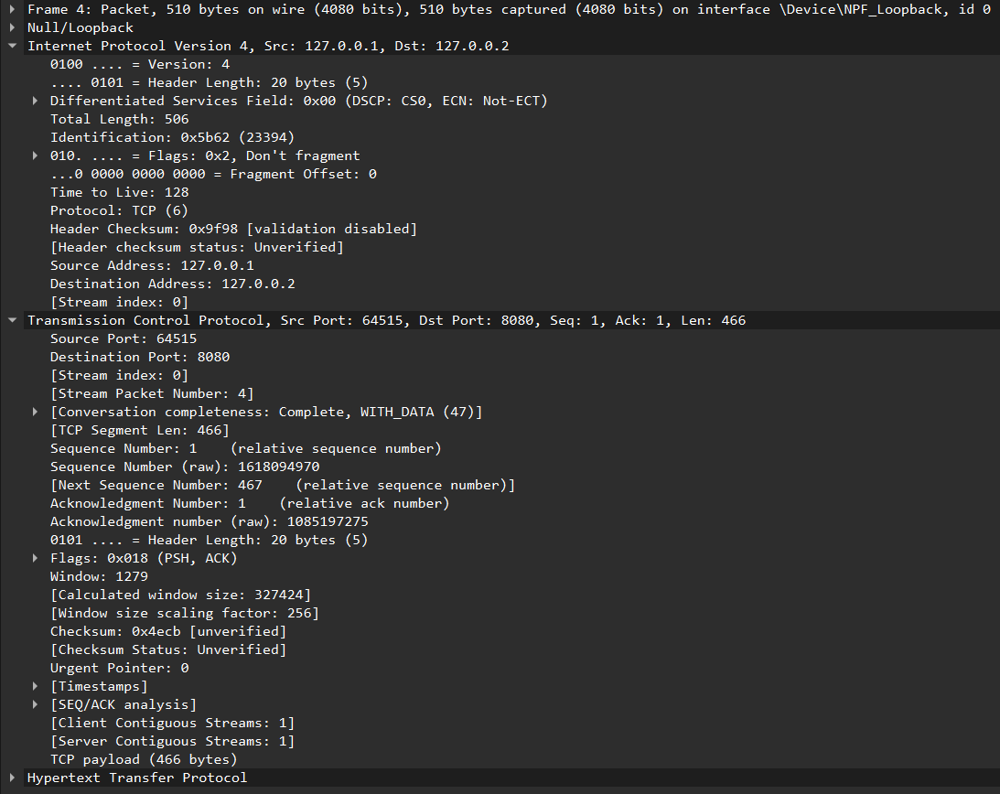 Frame 4: Packet, 510 bytes on wire (4080 bits), 510 bytes captured (4080 bits) on interface \Device\NPF_Loopback, id 0
Null/Loopback
Internet Protocol Version 4, Src: 127.0.0.1, Dst: 127.0.0.2
0100 .... = Version: 4
.... 0101 = Header Length: 20 bytes (5)
Differentiated Services Field: 0x00 (DSCP: CS0, ECN: Not-ECT)
Total Length: 506
Identification: 0x5b62 (23394)
010. .... = Flags: 0x2, Don't fragment
...0 0000 0000 0000 = Fragment Offset: 0
Time to Live: 128
Protocol: TCP (6)
Header Checksum: 0x9f98 [validation disabled]
[Header checksum status: Unverified]
Source Address: 127.0.0.1
Destination Address: 127.0.0.2
[Stream index: 0]
Transmission Control Protocol, Src Port: 64515, Dst Port: 8080, Seq: 1, Ack: 1, Len: 466
Source Port: 64515
Destination Port: 8080
[Stream index: 0]
[Stream Packet Number: 4]
[Conversation completeness: Complete, WITH_DATA (47)]
[TCP Segment Len: 466]
Sequence Number: 1    (relative sequence number)
Sequence Number (raw): 1618094970
[Next Sequence Number: 467    (relative sequence number)]
Acknowledgment Number: 1    (relative ack number)
Acknowledgment number (raw): 1085197275
0101 .... = Header Length: 20 bytes (5)
Flags: 0x018 (PSH, ACK)
Window: 1279
[Calculated window size: 327424]
[Window size scaling factor: 256]
Checksum: 0x4ecb [unverified]
[Checksum Status: Unverified]
Urgent Pointer: 0
[Timestamps]
[SEQ/ACK analysis]
[Client Contiguous Streams: 1]
[Server Contiguous Streams: 1]
TCP payload (466 bytes)
Hypertext Transfer Protocol